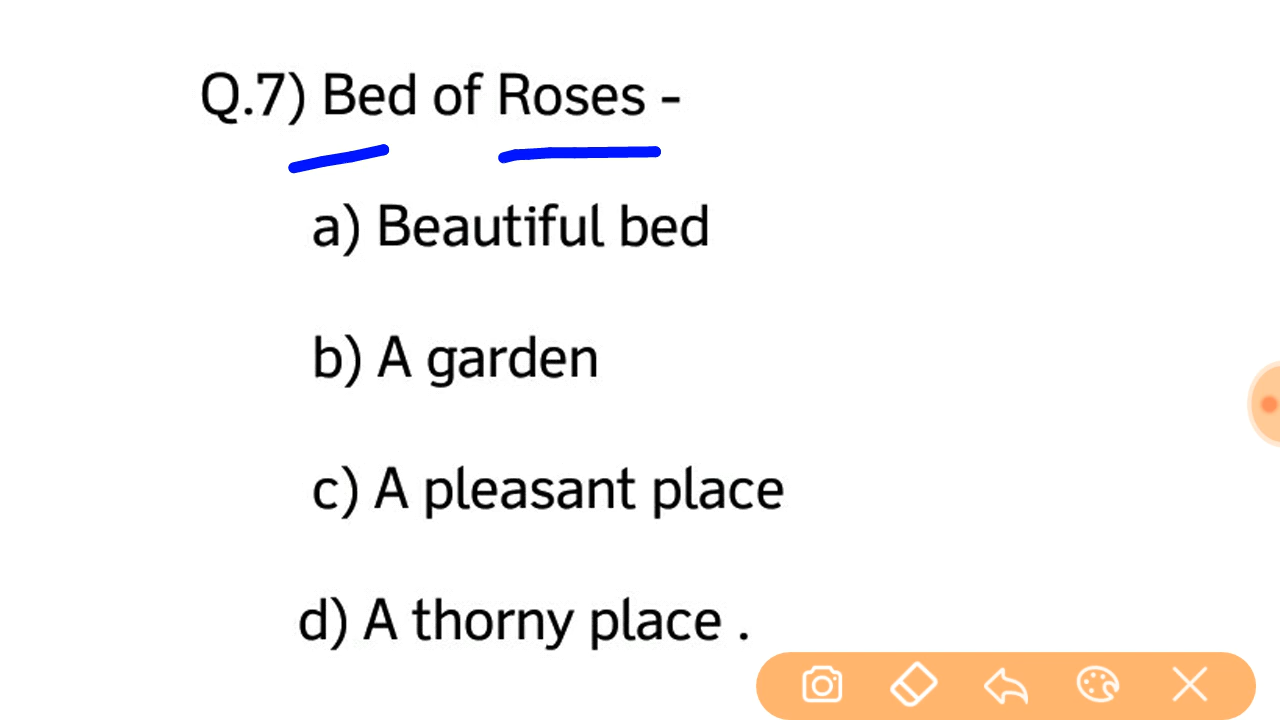 Q.7) Bed of Roses -
a) Beautiful bed
b) A garden
c) A pleasant place
d) A thorny place .